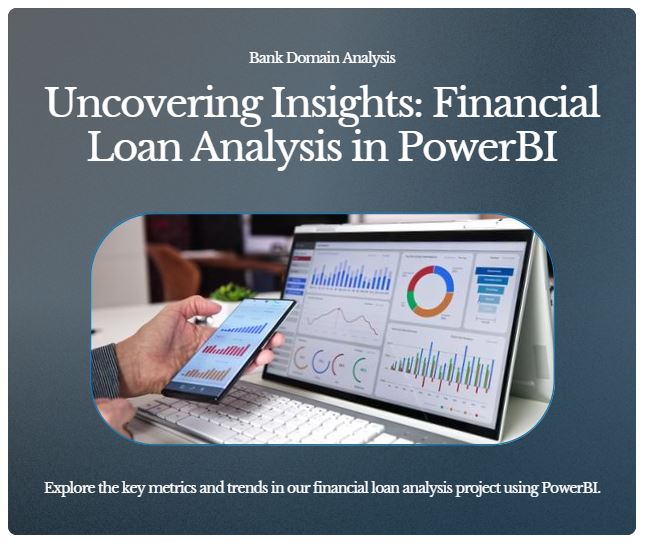 Bank Domain Analysis
Uncovering Insights: Financial
Loan Analysis in PowerBI
Explore the key metrics and trends in our financial loan analysis project using PowerBI.